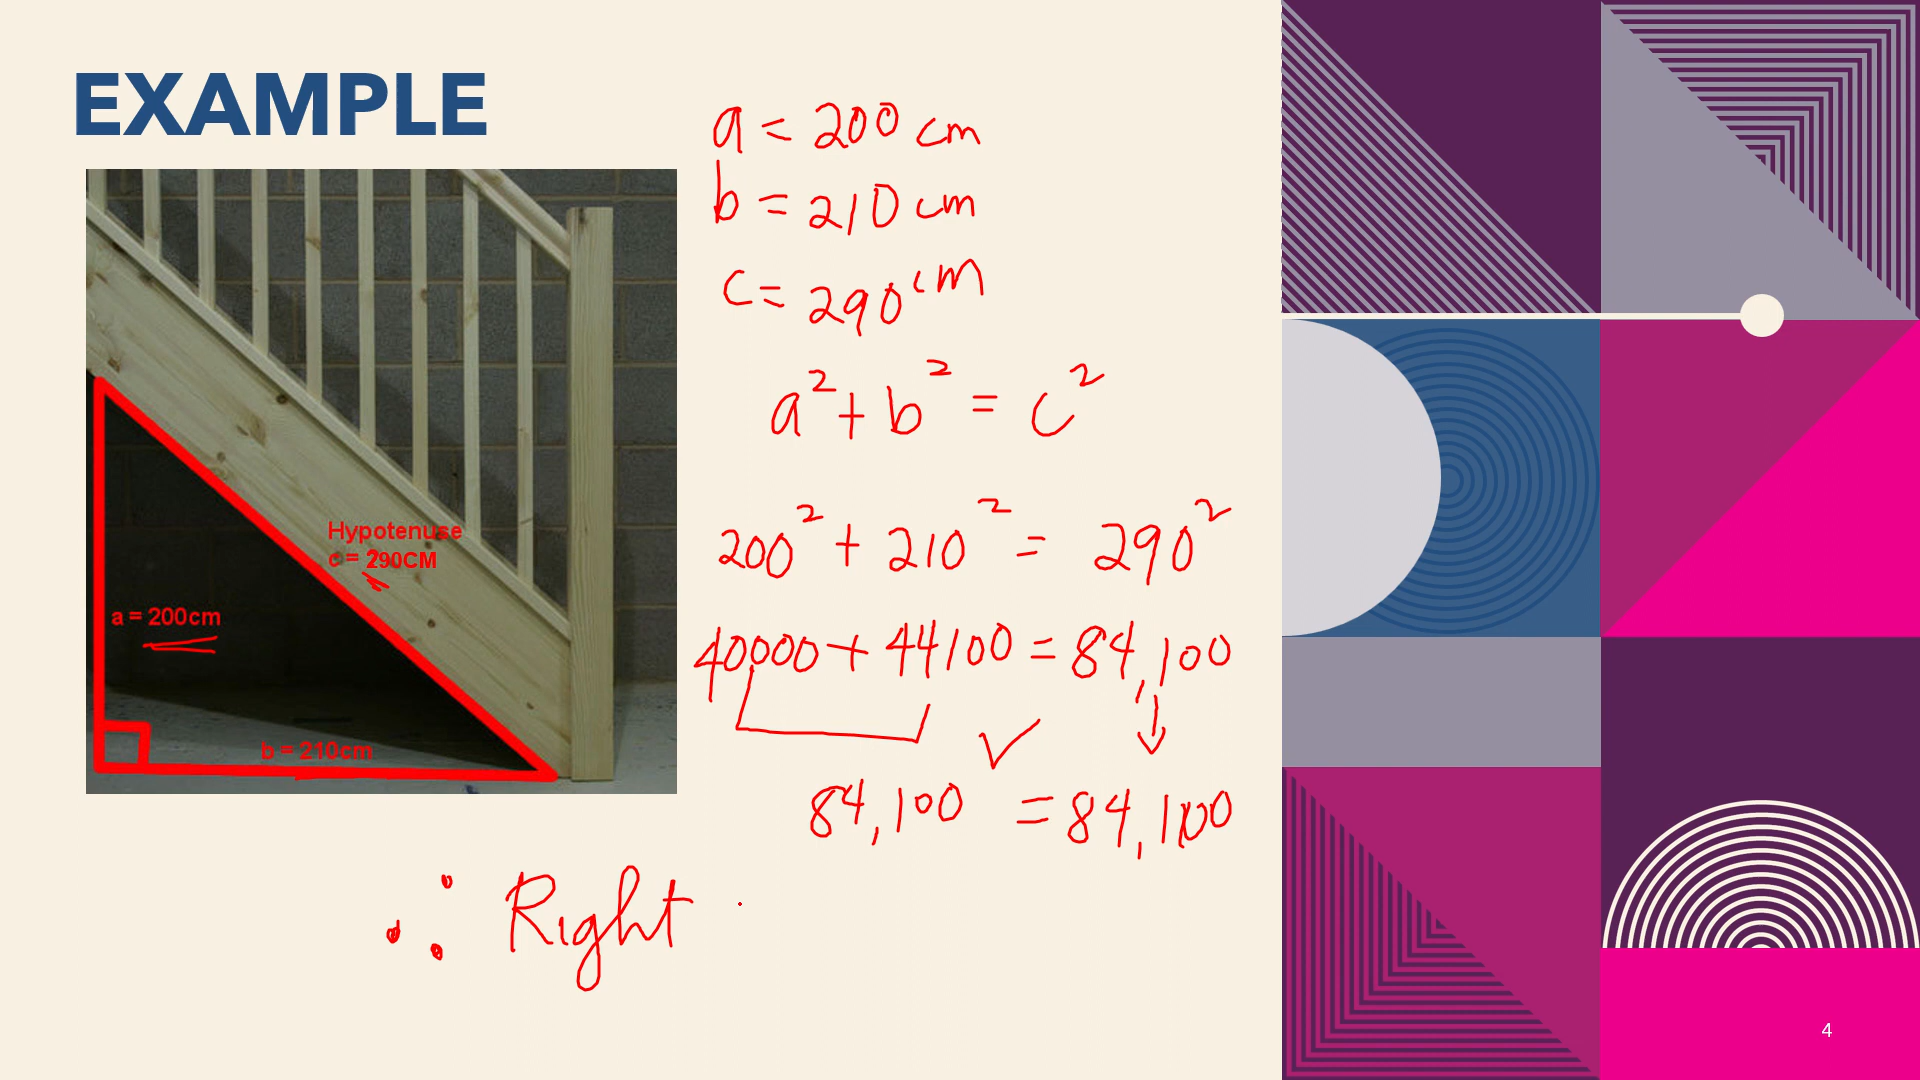 EXAMPLE
Hypotenuse
c = 290CM
a = 200cm
b = 210cm
a = 200 cm
b = 210 cm
c = 290 cm
a² + b² = c²
200² + 210² = 290²
40000 + 44100 = 84,100
84,100 ✓ = 84,100
∴ Right
4